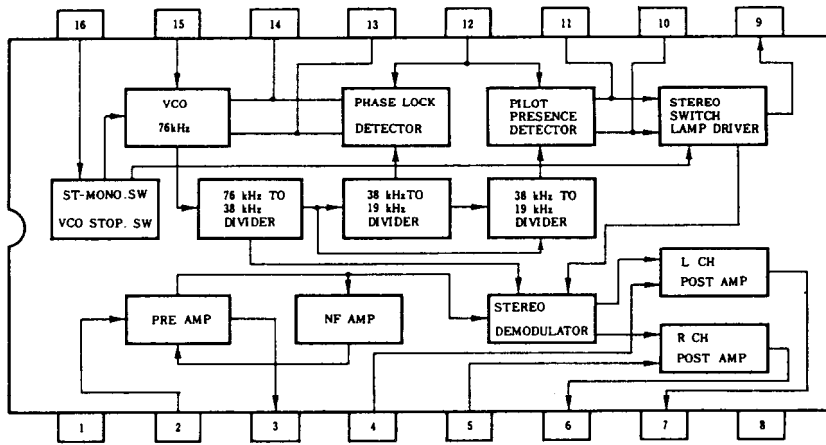 16 15 14 13 12 11 10 9
VCO
76kHz
PHASE LOCK
DETECTOR
PILOT
PRESENCE
DETECTOR
STEREO
SWITCH
LAMP DRIVER
ST-MONO.SW
VCO STOP. SW
76 kHz TO
38 kHz
DIVIDER
38 kHz TO
19 kHz
DIVIDER
38 kHz TO
19 kHz
DIVIDER
PRE AMP
NF AMP
STEREO
DEMODULATOR
L CH
POST AMP
R CH
POST AMP
1 2 3 4 5 6 7 8